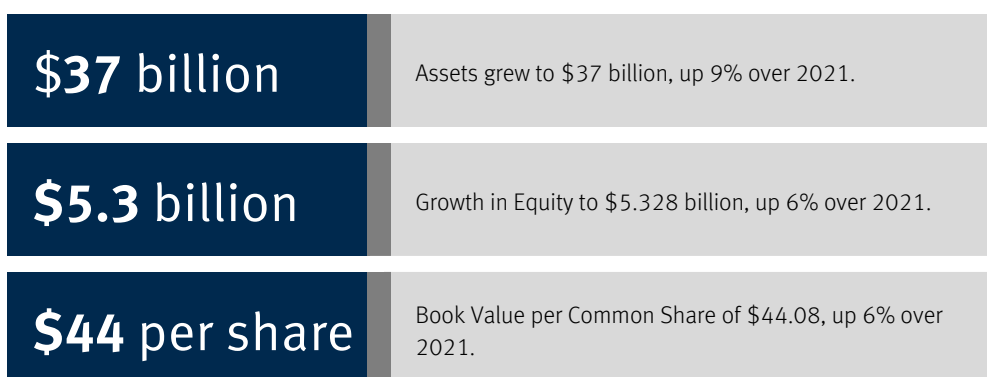 $37 billion
Assets grew to $37 billion, up 9% over 2021.
$5.3 billion
Growth in Equity to $5.328 billion, up 6% over 2021.
$44 per share
Book Value per Common Share of $44.08, up 6% over
2021.